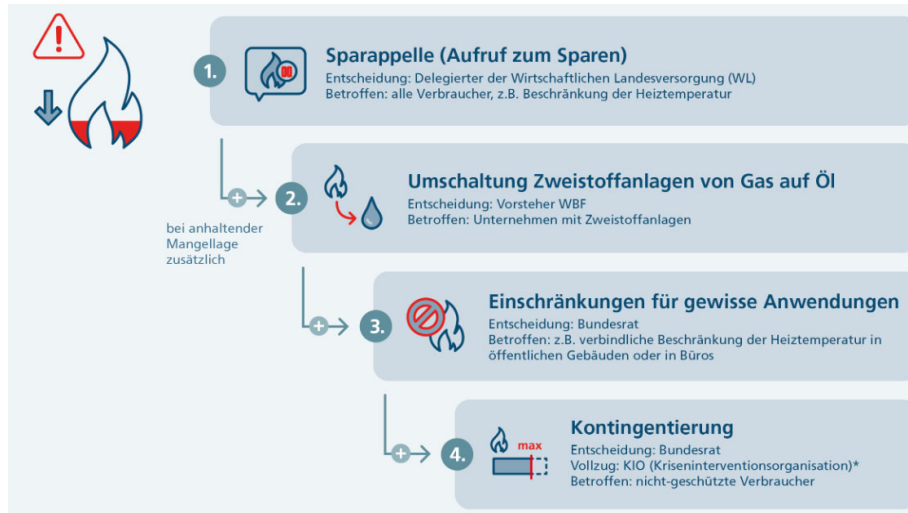 1.
Sparappelle (Aufruf zum Sparen)
Entscheidung: Delegierter der Wirtschaftlichen Landesversorgung (WL)
Betroffen: alle Verbraucher, z.B. Beschränkung der Heiztemperatur
2.
Umschaltung Zweistoffanlagen von Gas auf Öl
Entscheidung: Vorsteher WBF
Betroffen: Unternehmen mit Zweistoffanlagen
bei anhaltender
Mangellage
zusätzlich
3.
Einschränkungen für gewisse Anwendungen
Entscheidung: Bundesrat
Betroffen: z.B. verbindliche Beschränkung der Heiztemperatur in
öffentlichen Gebäuden oder in Büros
4.
max
Kontingentierung
Entscheidung: Bundesrat
Vollzug: KIO (Kriseninterventionsorganisation)*
Betroffen: nicht-geschützte Verbraucher